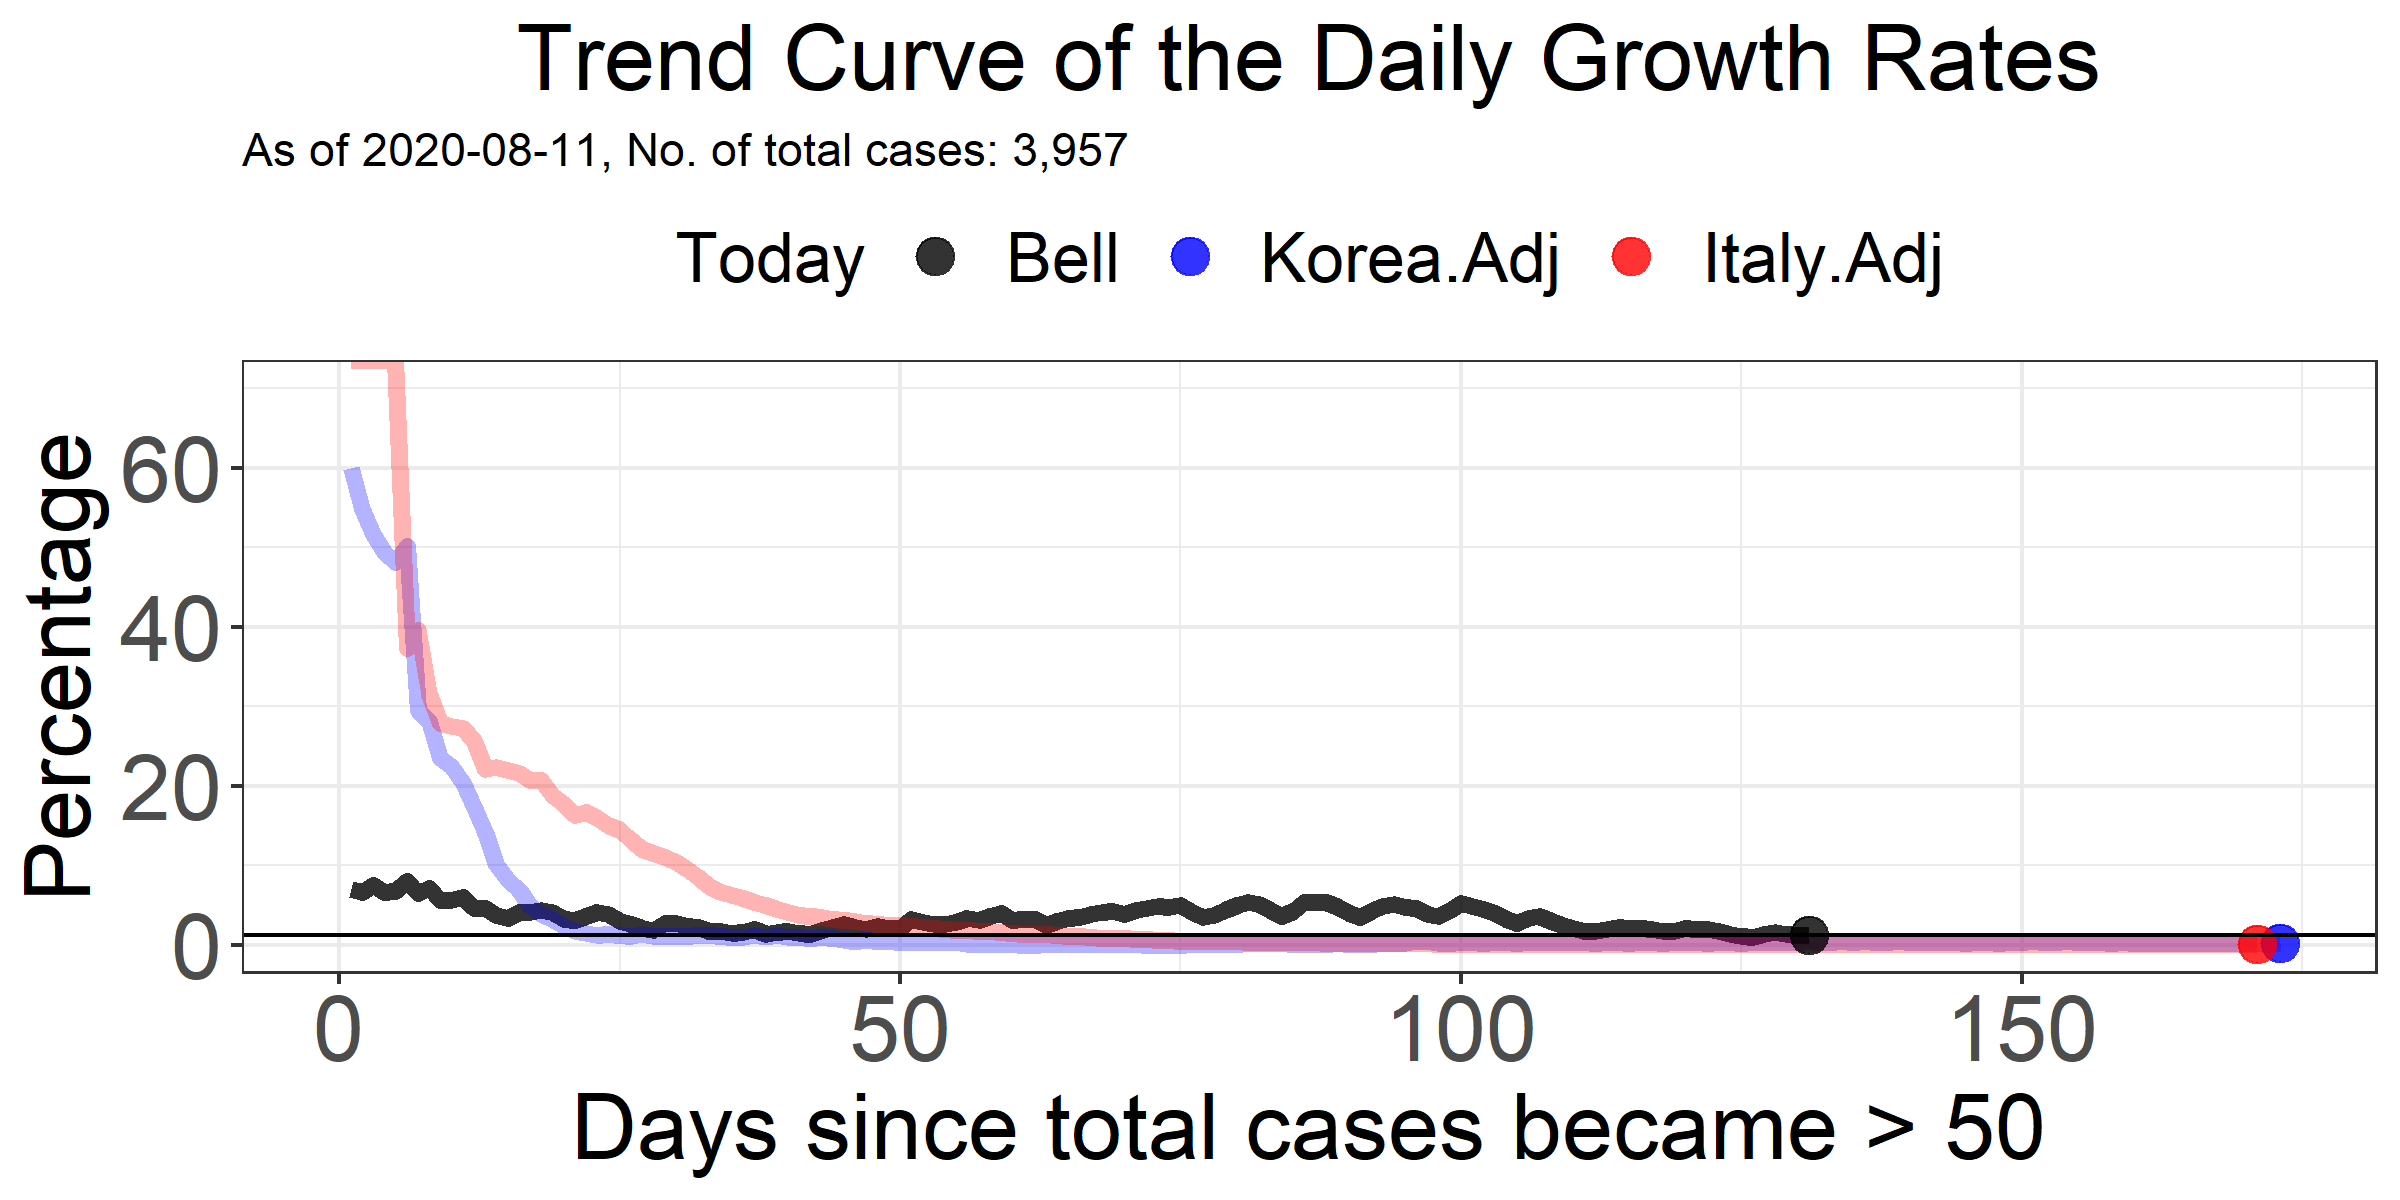 Trend Curve of the Daily Growth Rates
As of 2020-08-11, No. of total cases: 3,957
Today Bell Korea.Adj Italy.Adj
Percentage
60
40
20
0
0 50 100 150
Days since total cases became > 50